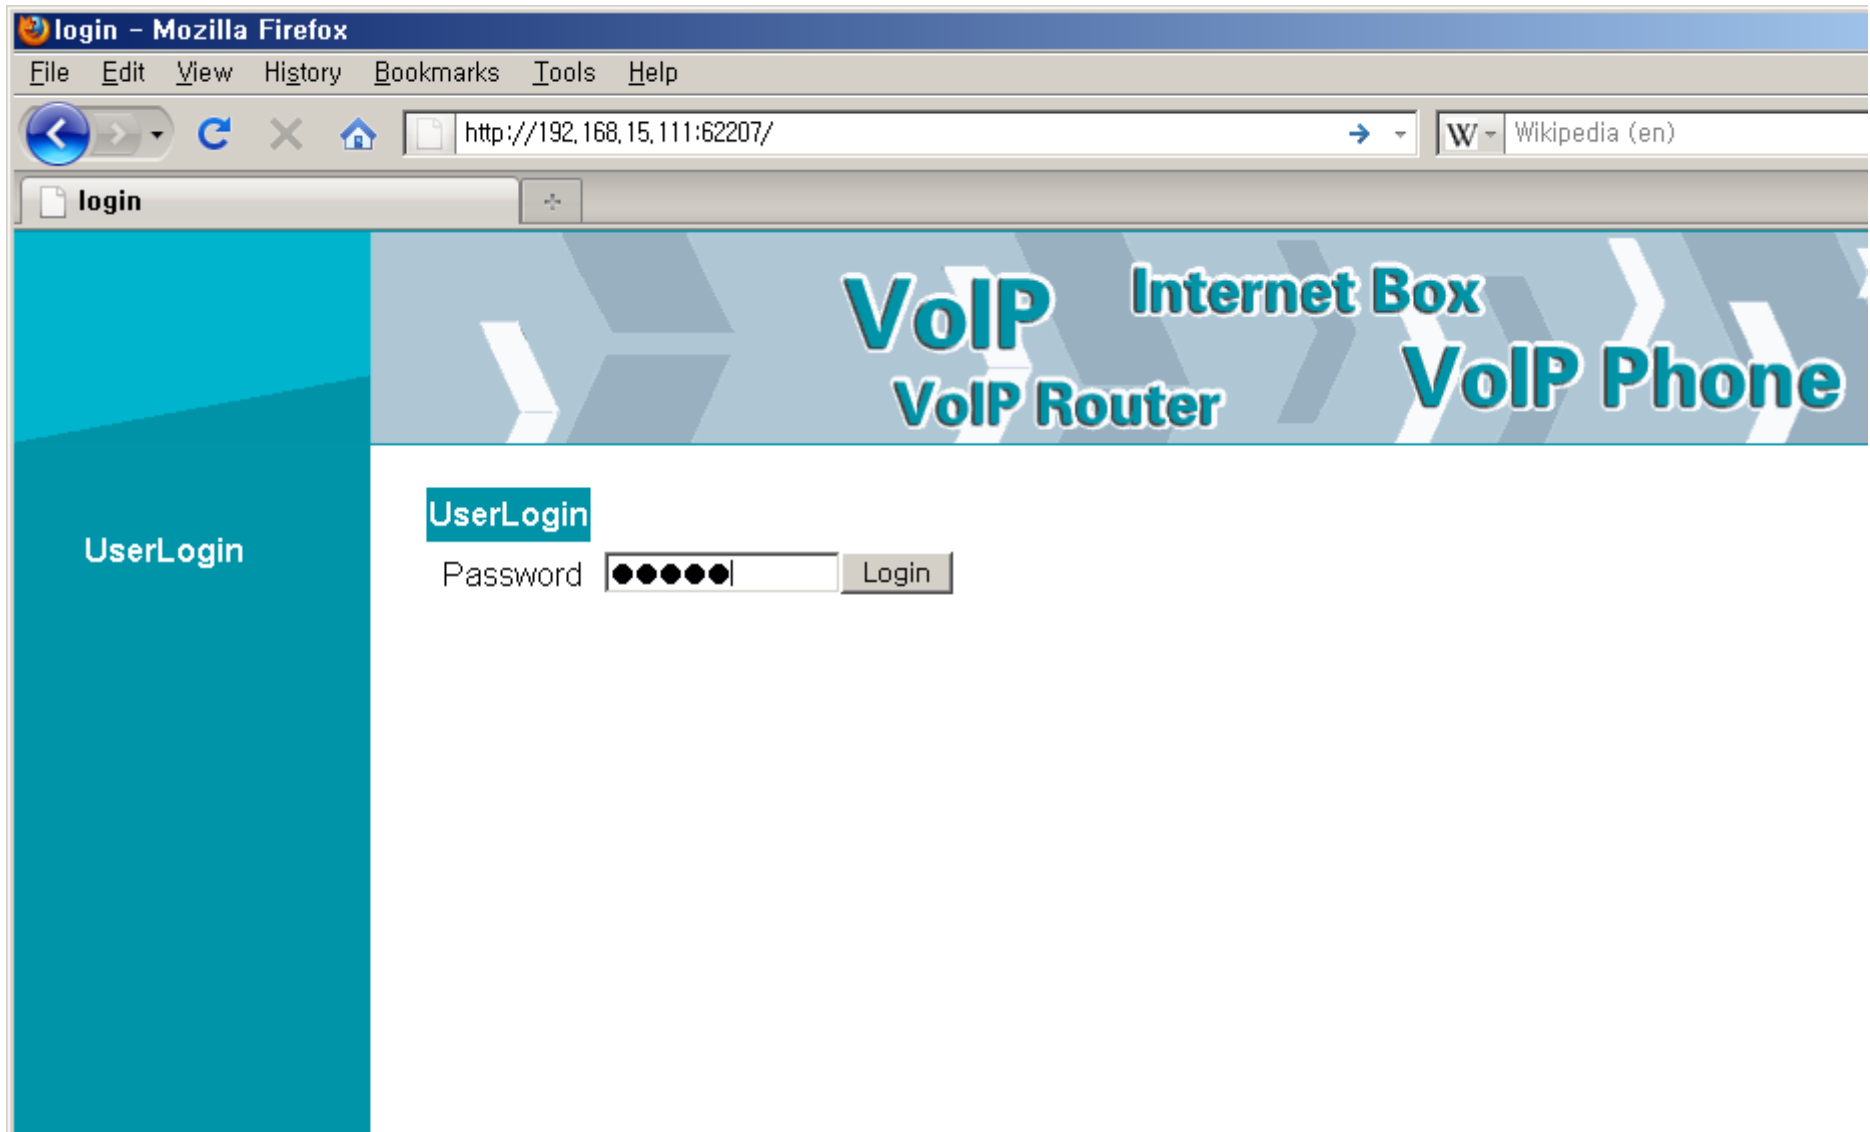 login - Mozilla Firefox
File Edit View History Bookmarks Tools Help
http://192.168.15.111:62207/ W Wikipedia (en)
login
VoIP Internet Box
VoIP Router VoIP Phone
UserLogin
UserLogin
Password ●●●●● Login